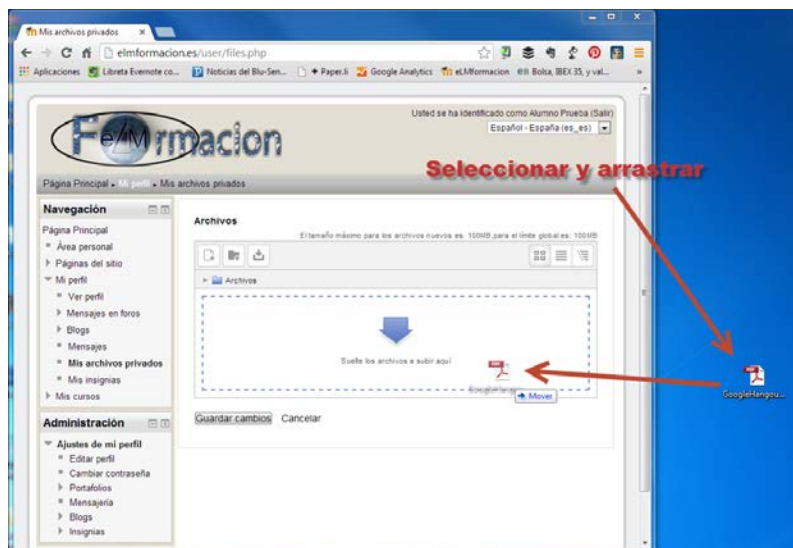 Mis archivos privados
elmformacion.es/user/files.php
Aplicaciones Libreta Evernote co... Noticias del Blu-Sen... + Paper.li Google Analytics eLMformacion Bolsa, IBEX 35, y val... »
Usted se ha identificado como Alumno Prueba (Salir)
Español - España (es_es)
Fe/Mrmacion
Seleccionar y arrastrar
Página Principal Mi perfil Mis archivos privados
Navegación
Página Principal
Área personal
Páginas del sitio
Mi perfil
Ver perfil
Mensajes en foros
Blogs
Mensajes
Mis archivos privados
Mis insignias
Mis cursos
Administración
Ajustes de mi perfil
Editar perfil
Cambiar contraseña
Portafolios
Mensajería
Blogs
Insignias
Archivos
El tamaño máximo para los archivos nuevos es: 100MB, para el límite global es: 100MB
Archivos
Suelte los archivos a subir aquí
Mover
Guardar cambios Cancelar
GoogleHangou...